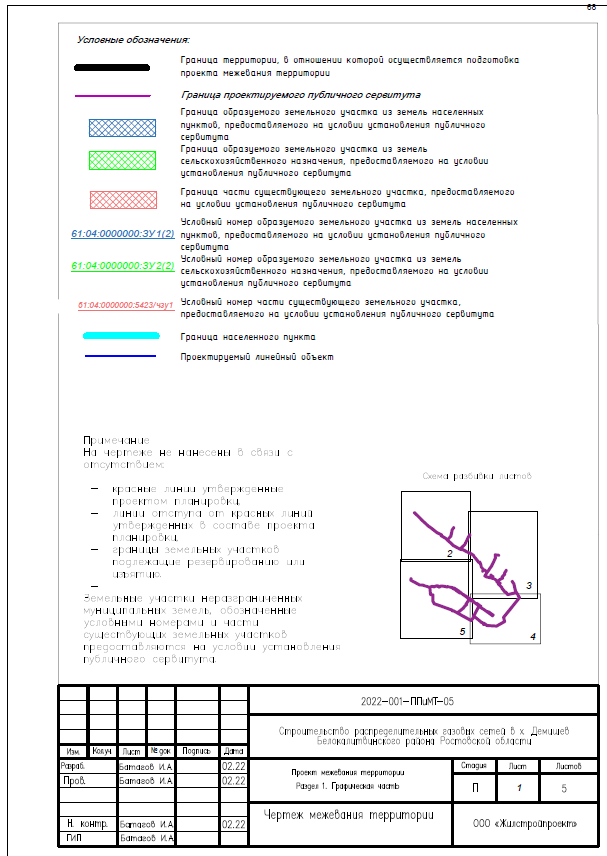 68
Условные обозначения:
Граница территории, в отношении которой осуществляется подготовка
проекта межевания территории
Граница проектируемого публичного сервитута
Граница образуемого земельного участка из земель населенных
пунктов, предоставляемого на условии установления публичного
сервитута
Граница образуемого земельного участка из земель
сельскохозяйственного назначения, предоставляемого на условии
установления публичного сервитута
Граница части существующего земельного участка, предоставляемого
на условии установления публичного сервитута
61:04:0000000:ЗУ1(2)
Условный номер образуемого земельного участка из земель населенных
пунктов, предоставляемого на условии установления публичного
сервитута
61:04:0000000:ЗУ2(2)
Условный номер образуемого земельного участка из земель
сельскохозяйственного назначения, предоставляемого на условии
установления публичного сервитута
61:04:0000000:5423/чзу1
Условный номер части существующего земельного участка,
предоставляемого на условии установления публичного сервитута
Граница населенного пункта
Проектируемый линейный объект
Примечание
На чертеже не нанесены в связи с
отсутствием:
– красные линии утвержденные
проектом планировки;
– линии отступа от красных линий
утвержденных в составе проекта
планировки;
– границы земельных участков
подлежащие резервированию или
изъятию.
–
Земельные участки неразграниченных
муниципальных земель, обозначенные
условными номерами и части
существующих земельных участков
предоставляются на условии установления
публичного сервитута.
Схема разбивки листов
2
3
5
4
2022-001-ППиМТ-05
Строительство распределительных газовых сетей в х. Демишев
Белокалитвинского района Ростовской области
Изм. Кол.уч Лист № док Подпись Дата
Разраб. Батагов И.А. 02.22
Пров. Батагов И.А. 02.22
Н. контр. Батагов И.А. 02.22
ГИП Батагов И.А.
Проект межевания территории
Раздел 1. Графическая часть
Стадия Лист Листов
П 1 5
Чертеж межевания территории
ООО «Жилстройпроект»